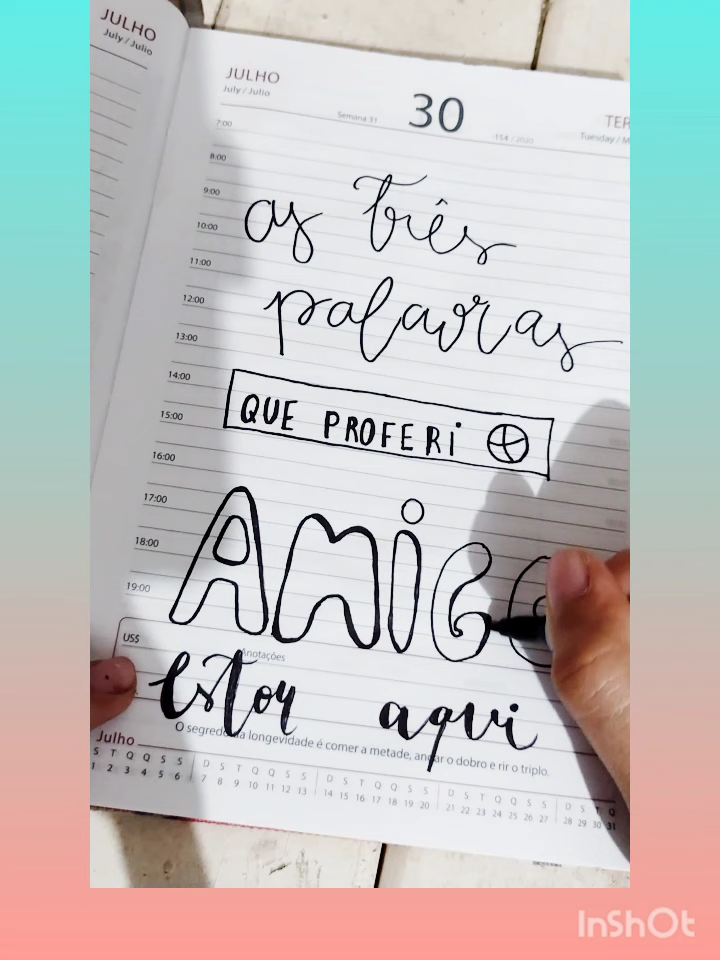 JULHO
July / Julio
JULHO
July / Julio
Semana 31
30
-154 / 2020
TER
Tuesday / M
7:00
8:00
9:00
10:00
11:00
12:00
13:00
14:00
15:00
16:00
17:00
18:00
19:00
as três
palavras
QUE PROFERi
AMiGO
estou aqui
US$
Anotações
O segredo da longevidade é comer a metade, andar o dobro e rir o triplo.
Julho
S T Q Q S S D S T Q Q S S D S T Q Q S S D S T Q Q S S D S T Q
1 2 3 4 5 6 7 8 9 10 11 12 13 14 15 16 17 18 19 20 21 22 23 24 25 26 27 28 29 30 31
InShOt